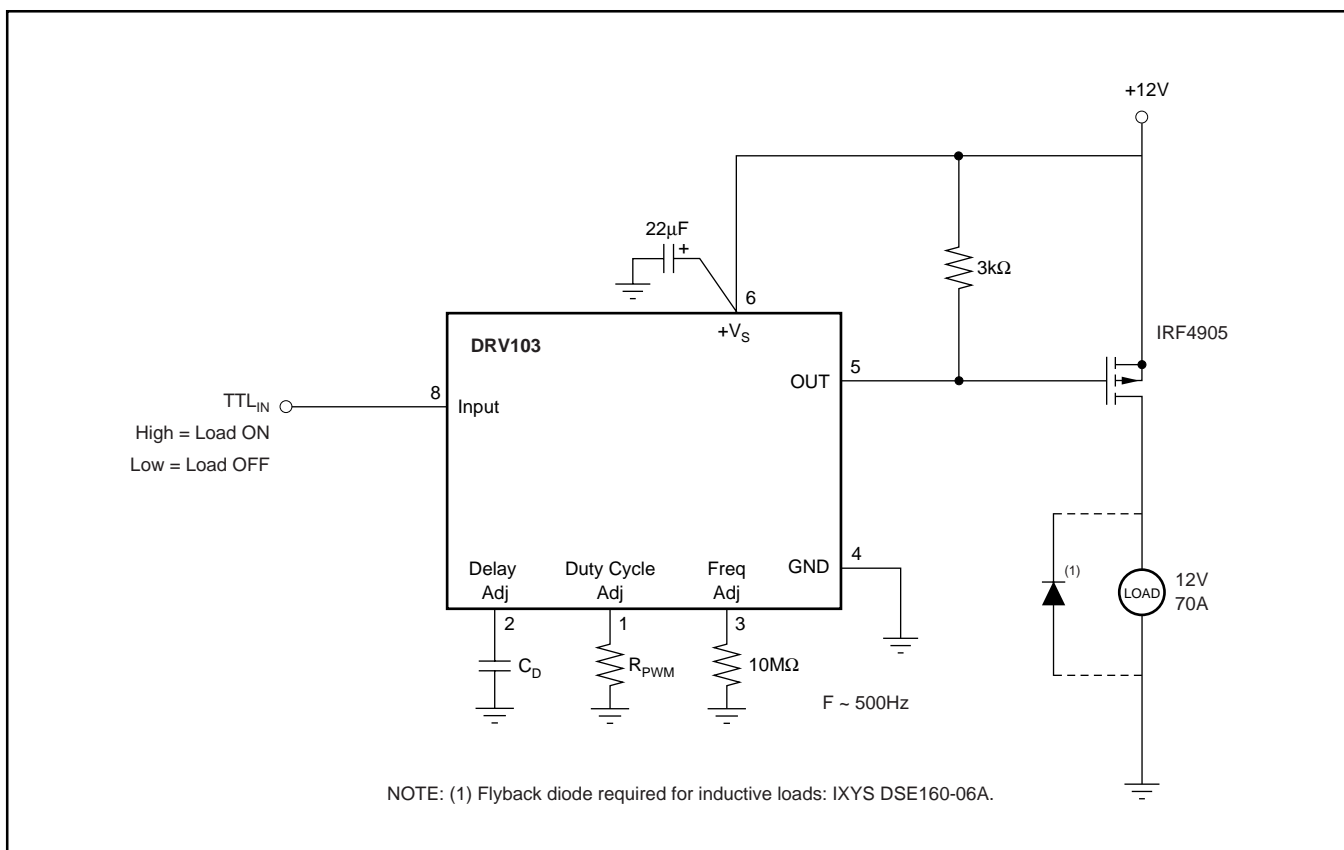 +12V
22µF
+
3kΩ
6
+V_S
IRF4905
DRV103
5
OUT
8
TTL_IN
Input
High = Load ON
Low = Load OFF
4
GND
Delay
Adj
Duty Cycle
Adj
Freq
Adj
(1)
LOAD
12V
70A
2
1
3
C_D
R_PWM
10MΩ
F ~ 500Hz
NOTE: (1) Flyback diode required for inductive loads: IXYS DSE160-06A.